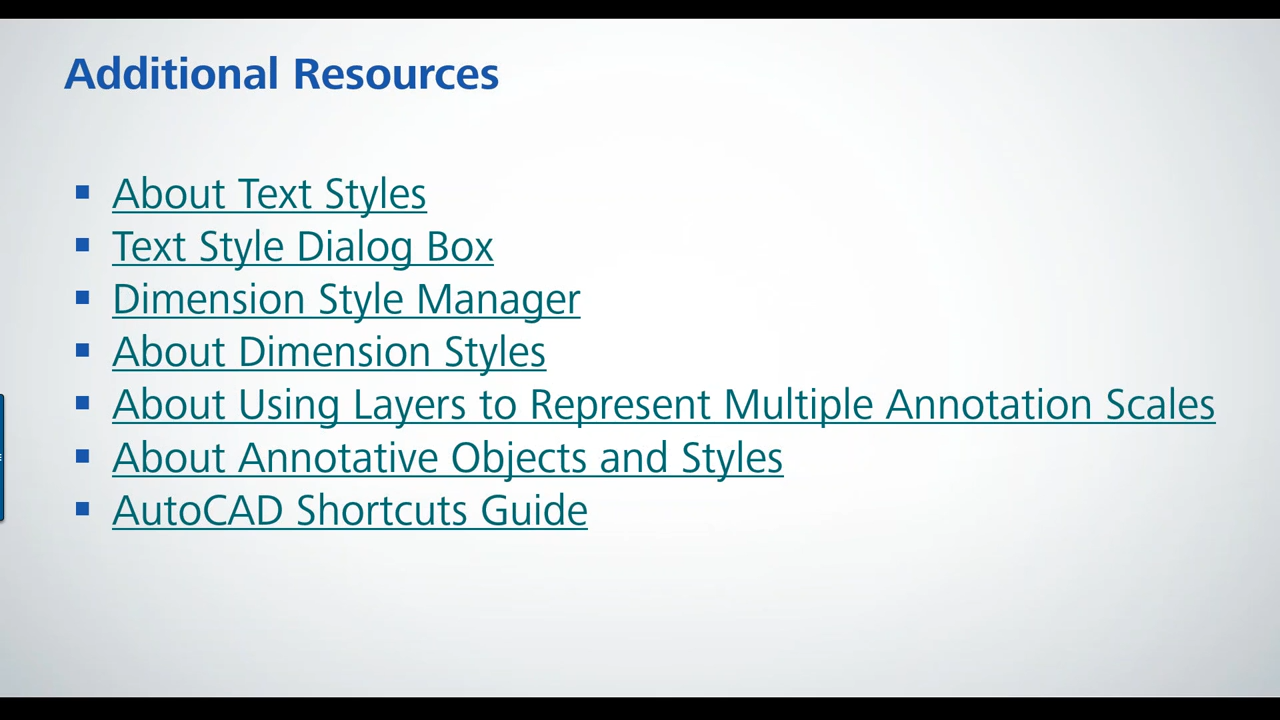 Additional Resources
About Text Styles
Text Style Dialog Box
Dimension Style Manager
About Dimension Styles
About Using Layers to Represent Multiple Annotation Scales
About Annotative Objects and Styles
AutoCAD Shortcuts Guide